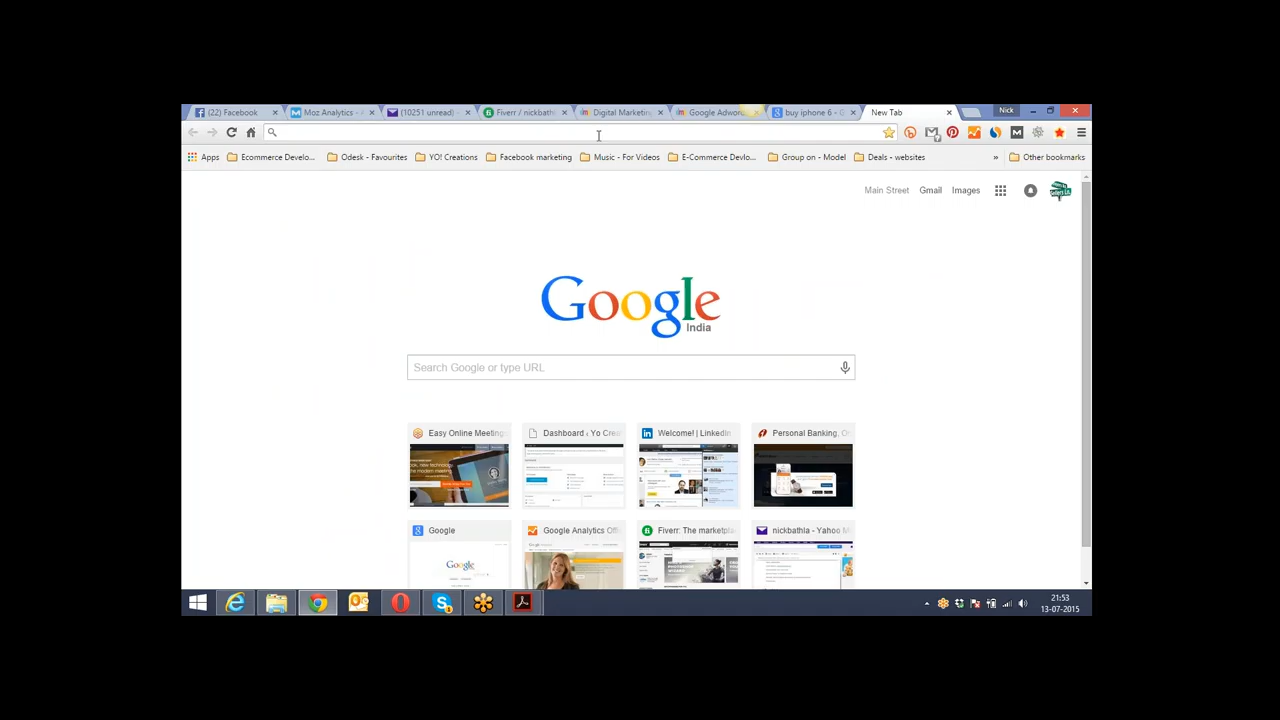 (22) Facebook
Moz Analytics -
(10251 unread) -
Fiverr / nickbath
Digital Marketing
Google Adword
buy iphone 6 - G
New Tab
Nick
Apps
Ecommerce Develo...
Odesk - Favourites
YO! Creations
Facebook marketing
Music - For Videos
E-Commerce Devlo...
Group on - Model
Deals - websites
»
Other bookmarks
Main Street
Gmail
Images
Google
India
Search Google or type URL
Easy Online Meeting
Dashboard ‹ Yo Crea
Welcome! | LinkedIn
Personal Banking, O
Google
Google Analytics Offi
Fiverr: The marketpla
nickbathla - Yahoo M
21:53
13-07-2015